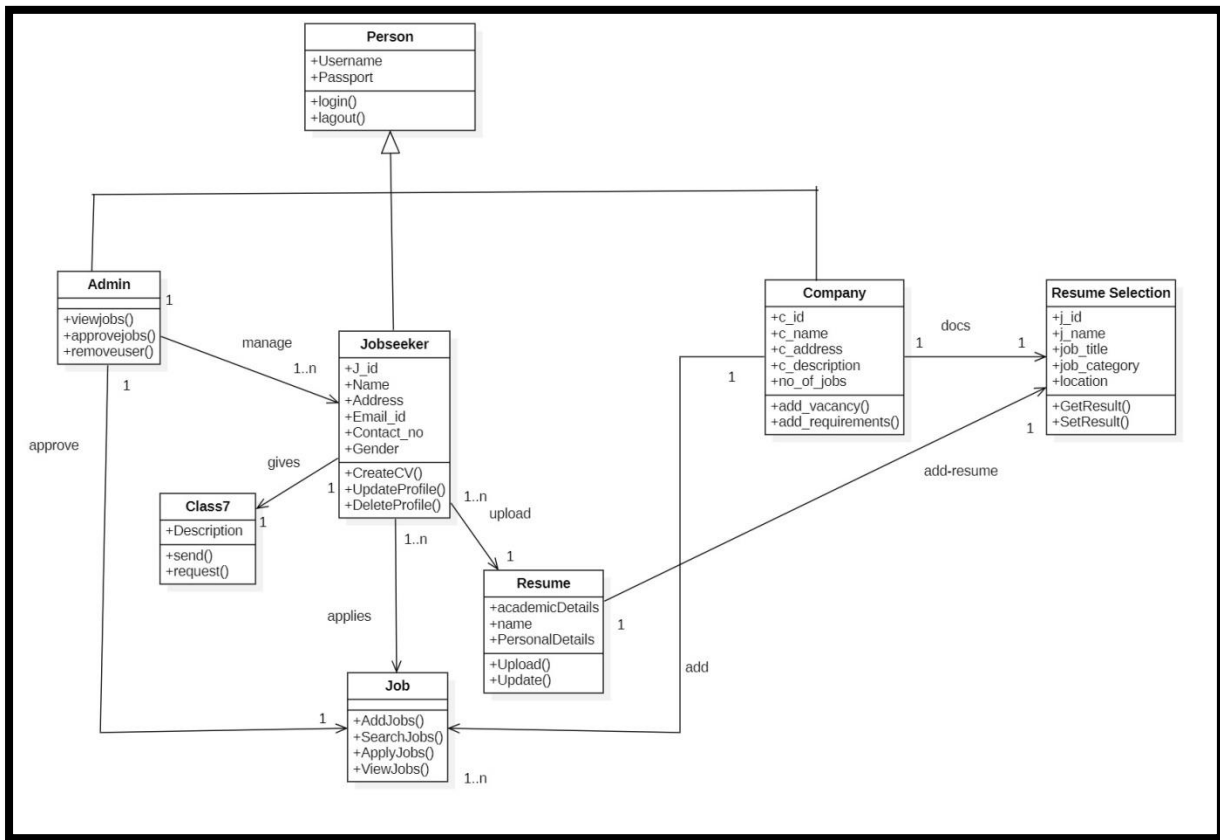 Person
+Username
+Passport
+login()
+lagout()
Admin
+viewjobs()
+approvejobs()
+removeuser()
1
manage
1..n
1
approve
Jobseeker
+J_id
+Name
+Address
+Email_id
+Contact_no
+Gender
+CreateCV()
+UpdateProfile()
+DeleteProfile()
Company
+c_id
+c_name
+c_address
+c_description
+no_of_jobs
+add_vacancy()
+add_requirements()
docs
1
1
1
Resume Selection
+j_id
+j_name
+job_title
+job_category
+location
+GetResult()
+SetResult()
1
add-resume
gives
1
1
Class7
+Description
+send()
+request()
1..n
upload
1
1..n
applies
Resume
+academicDetails
+name
+PersonalDetails
+Upload()
+Update()
1
add
Job
+AddJobs()
+SearchJobs()
+ApplyJobs()
+ViewJobs()
1
1..n